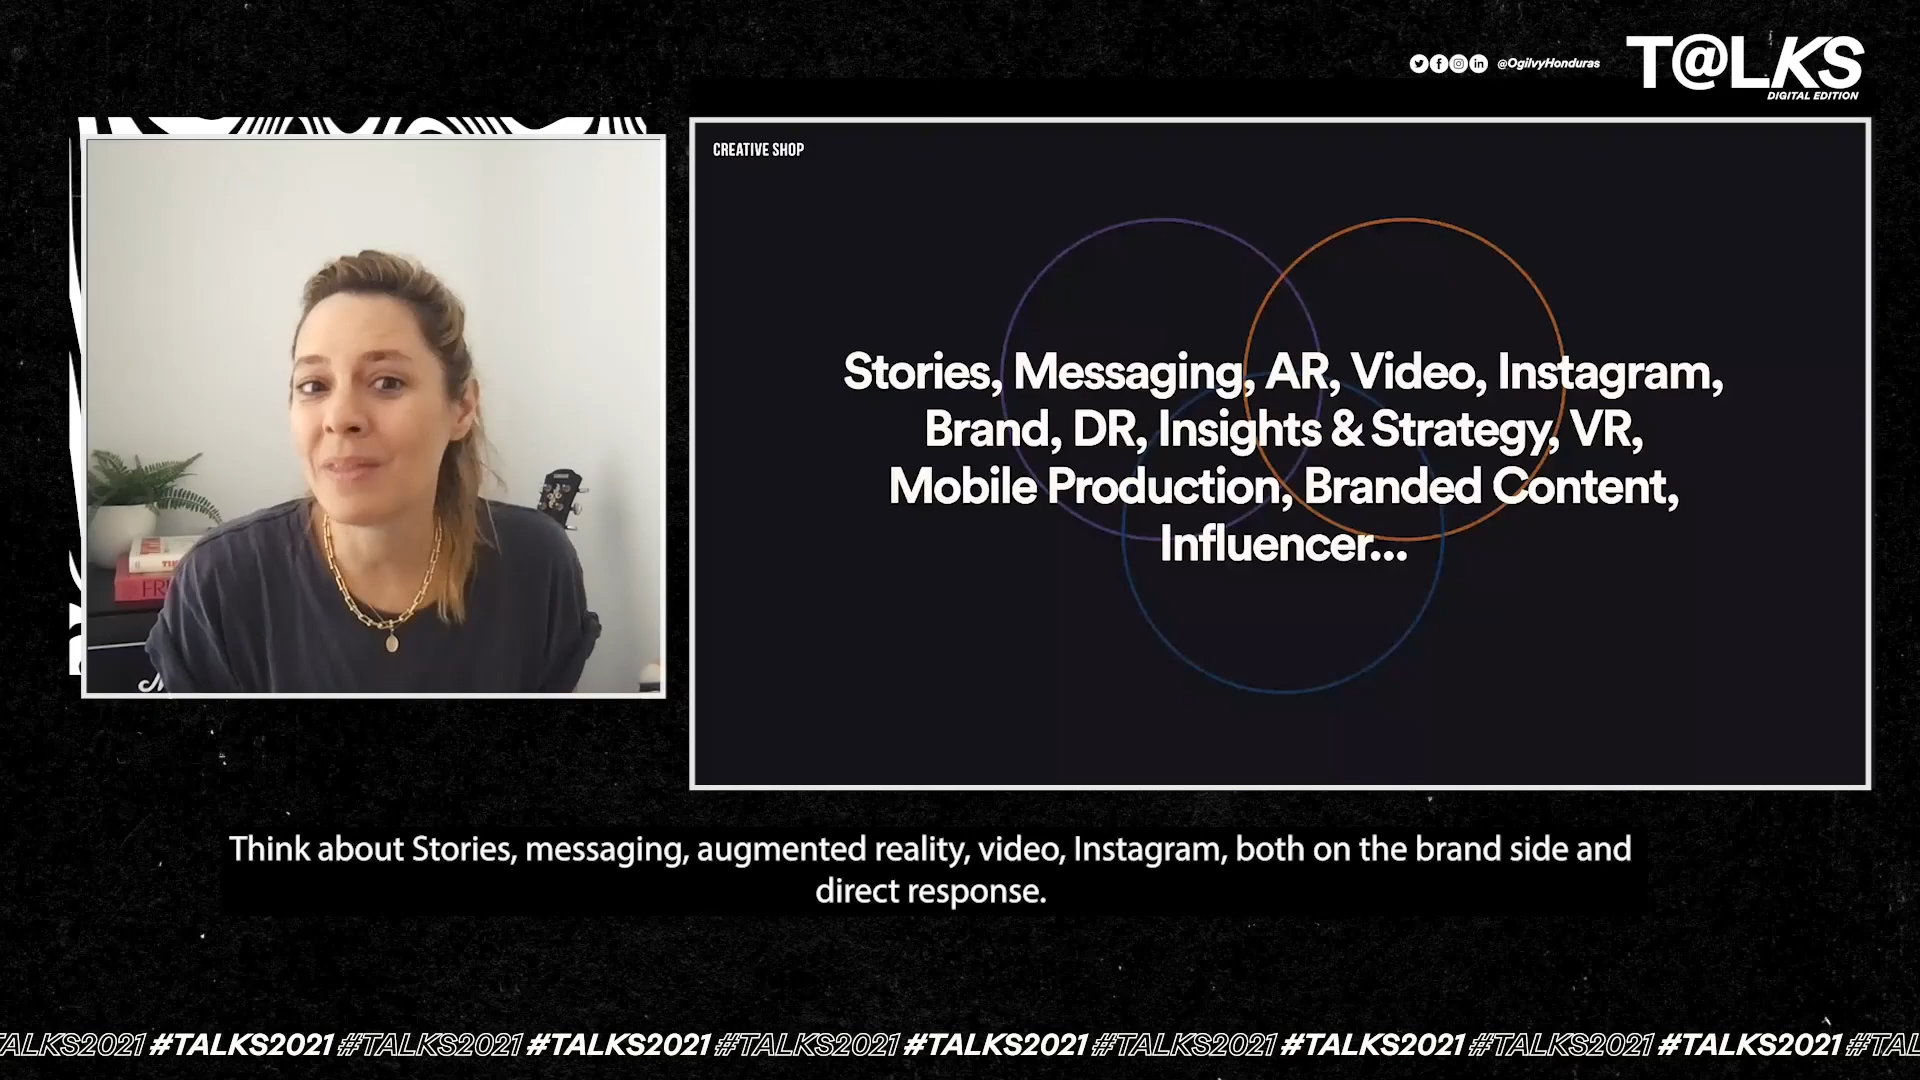 @OgilvyHonduras
T@LKS
DIGITAL EDITION
CREATIVE SHOP
Stories, Messaging, AR, Video, Instagram,
Brand, DR, Insights & Strategy, VR,
Mobile Production, Branded Content,
Influencer...
Think about Stories, messaging, augmented reality, video, Instagram, both on the brand side and
direct response.
TALKS2021 #TALKS2021 #TALKS2021 #TALKS2021 #TALKS2021 #TALKS2021 #TALKS2021 #TALKS2021 #TALKS2021 #TALKS2021 #TAL